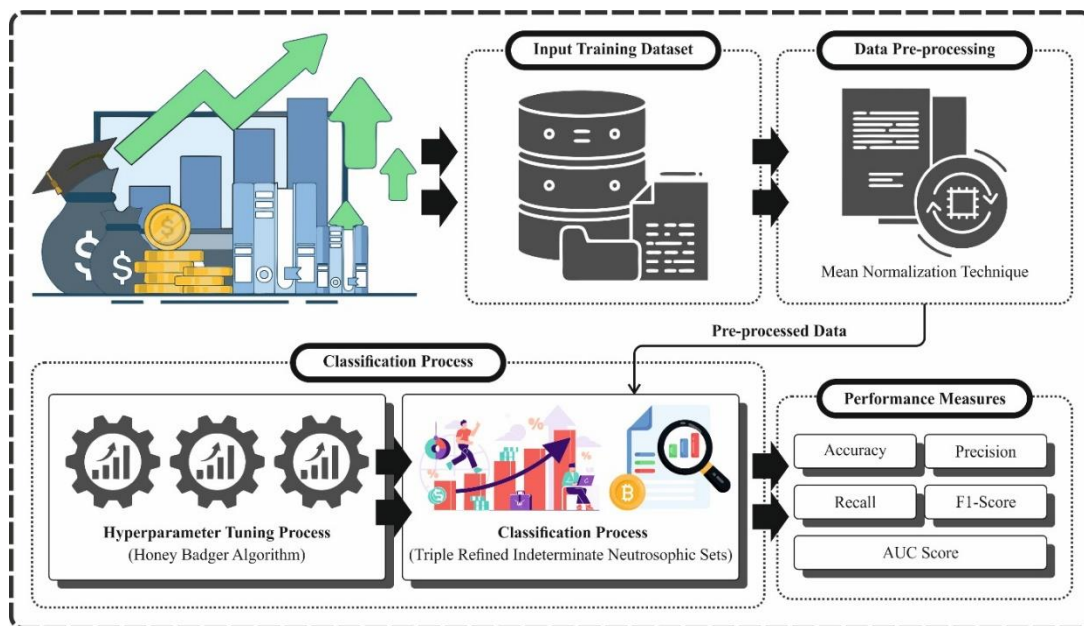 Input Training Dataset
Data Pre-processing
$
$
$
Mean Normalization Technique
Pre-processed Data
Classification Process
Performance Measures
%
%
%
$
Hyperparameter Tuning Process
(Honey Badger Algorithm)
Classification Process
(Triple Refined Indeterminate Neutrosophic Sets)
Accuracy
Precision
Recall
F1-Score
AUC Score